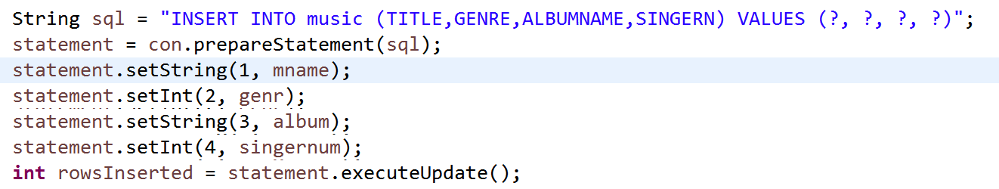 String sql = "INSERT INTO music (TITLE,GENRE,ALBUMNAME,SINGERN) VALUES (?, ?, ?, ?)";
statement = con.prepareStatement(sql);
statement.setString(1, mname);
statement.setInt(2, genr);
statement.setString(3, album);
statement.setInt(4, singernum);
int rowsInserted = statement.executeUpdate();